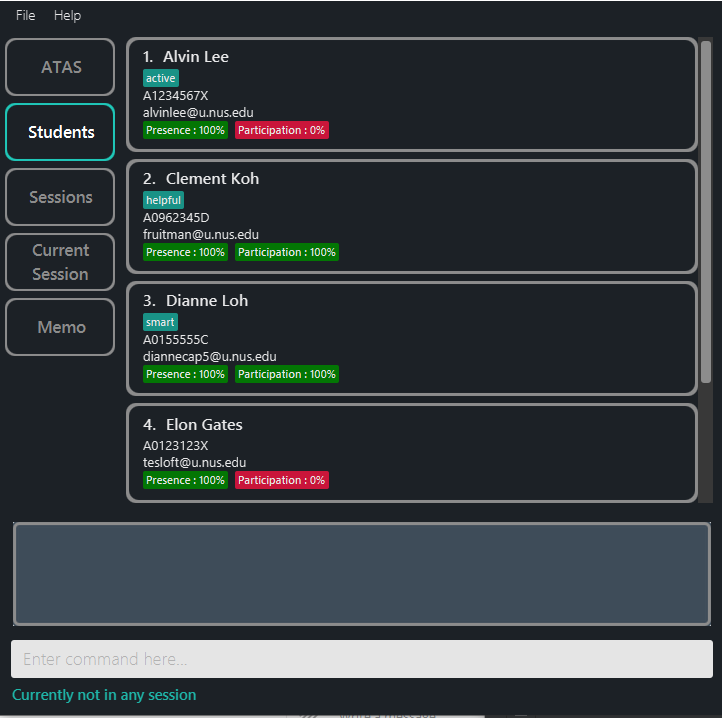 File Help
ATAS
Students
Sessions
Current
Session
Memo
1. Alvin Lee
active
A1234567X
alvinlee@u.nus.edu
Presence : 100% Participation : 0%
2. Clement Koh
helpful
A0962345D
fruitman@u.nus.edu
Presence : 100% Participation : 100%
3. Dianne Loh
smart
A0155555C
diannecap5@u.nus.edu
Presence : 100% Participation : 100%
4. Elon Gates
A0123123X
tesloft@u.nus.edu
Presence : 100% Participation : 0%
Enter command here...
Currently not in any session